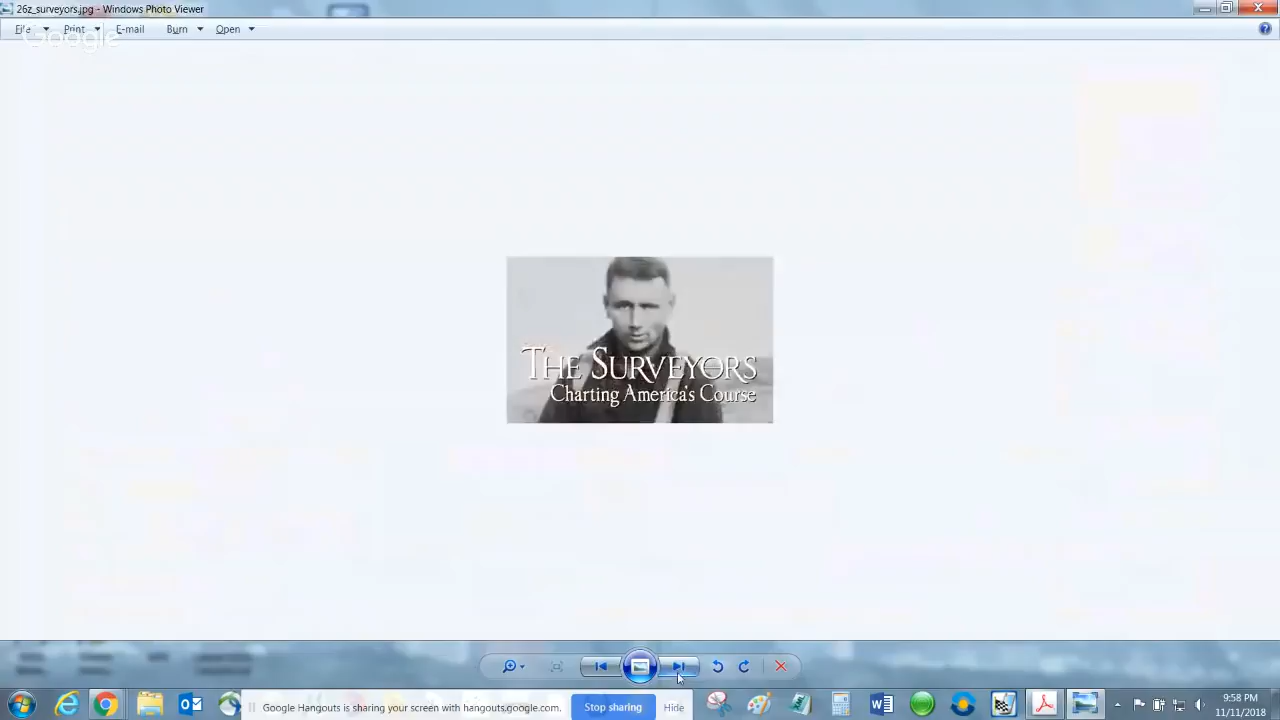 26z_surveyors.jpg - Windows Photo Viewer
File Print E-mail Burn Open
Google
THE SURVEYORS
Charting America's Course
Google Hangouts is sharing your screen with hangouts.google.com.
Stop sharing
Hide
9:58 PM
11/11/2018